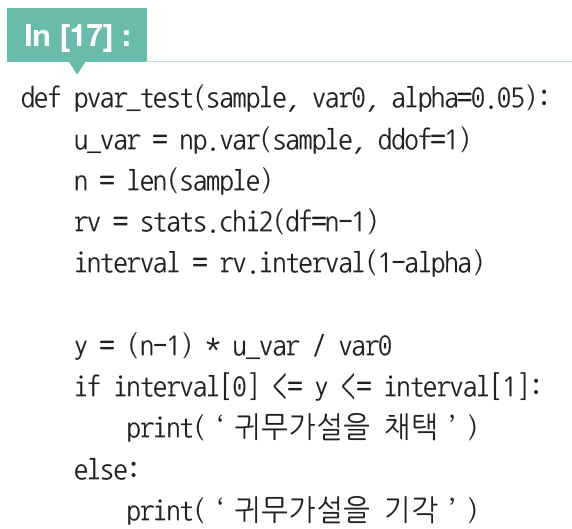 In [17] :
def pvar_test(sample, var0, alpha=0.05):
    u_var = np.var(sample, ddof=1)
    n = len(sample)
    rv = stats.chi2(df=n-1)
    interval = rv.interval(1-alpha)

    y = (n-1) * u_var / var0
    if interval[0] <= y <= interval[1]:
        print( ‘ 귀무가설을 채택 ’ )
    else:
        print( ‘ 귀무가설을 기각 ’ )